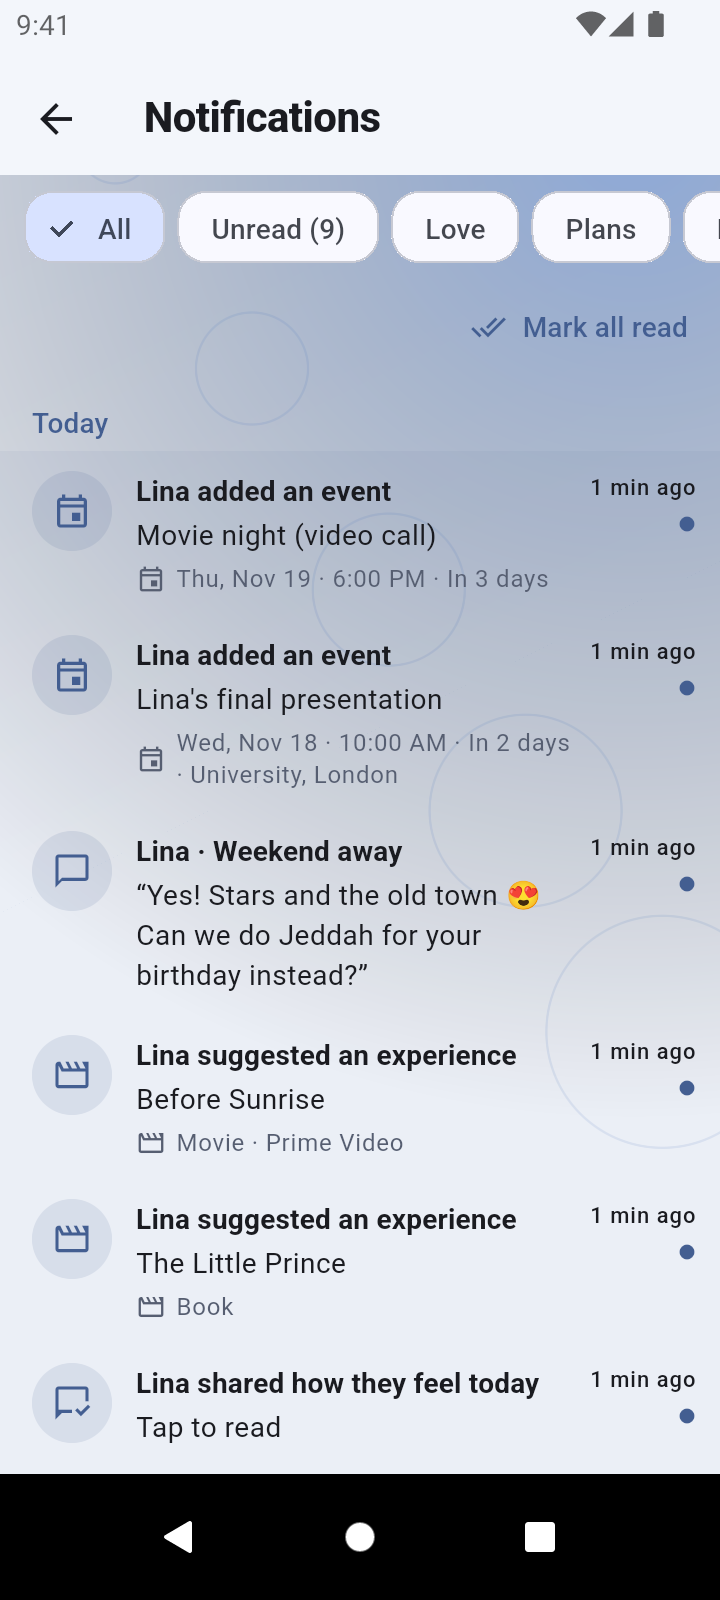 9:41
Notifications
All
Unread (9)
Love
Plans
Mark all read
Today
Lina added an event
1 min ago
Movie night (video call)
Thu, Nov 19 · 6:00 PM · In 3 days
Lina added an event
1 min ago
Lina's final presentation
Wed, Nov 18 · 10:00 AM · In 2 days
· University, London
Lina · Weekend away
1 min ago
“Yes! Stars and the old town 😍
Can we do Jeddah for your
birthday instead?”
Lina suggested an experience
1 min ago
Before Sunrise
Movie · Prime Video
Lina suggested an experience
1 min ago
The Little Prince
Book
Lina shared how they feel today
1 min ago
Tap to read